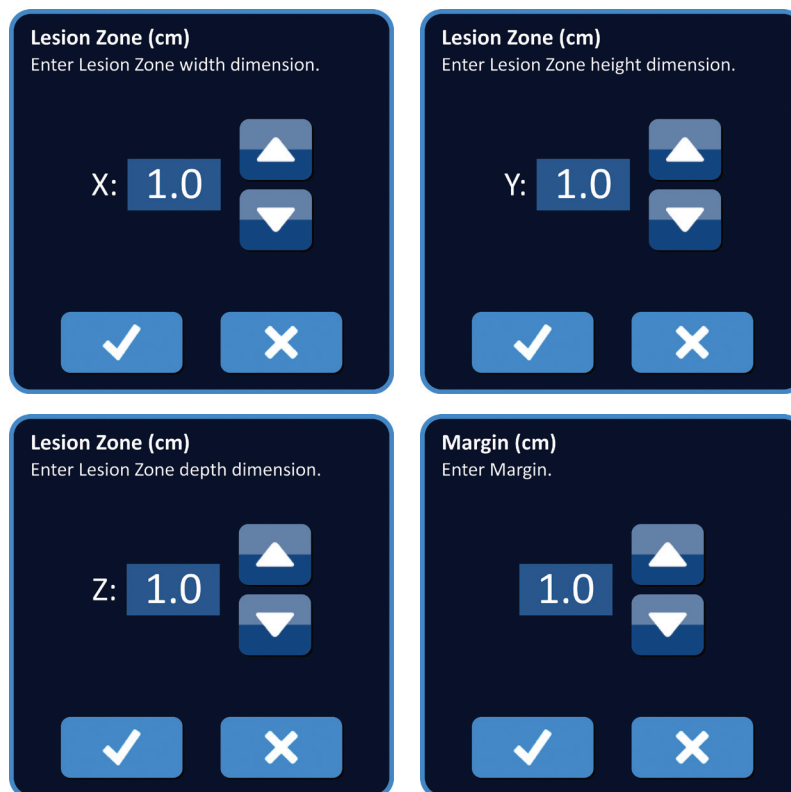 Lesion Zone (cm)
Enter Lesion Zone width dimension.
X: 1.0
Lesion Zone (cm)
Enter Lesion Zone height dimension.
Y: 1.0
Lesion Zone (cm)
Enter Lesion Zone depth dimension.
Z: 1.0
Margin (cm)
Enter Margin.
1.0